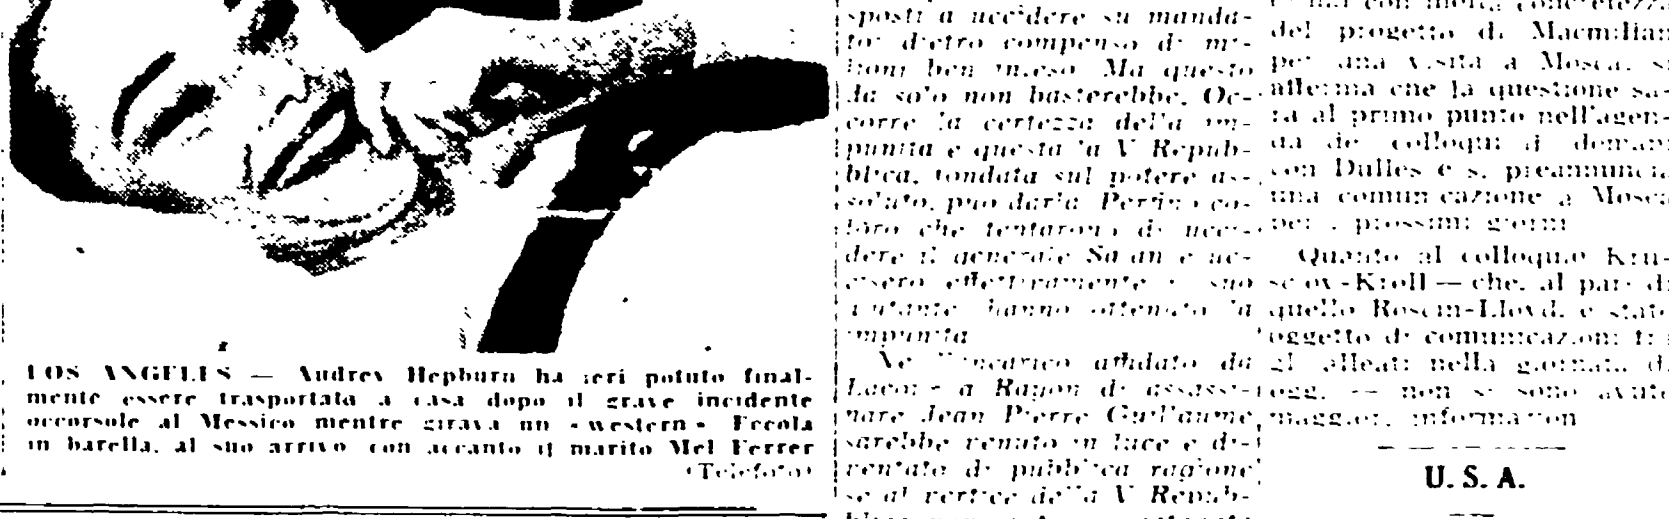 LOS ANGELES — Audrey Hepburn ha ieri potuto final-
mente essere trasportata a casa dopo il grave incidente
occorsole al Messico mentre girava un « western ». Eccola
in barella, al suo arrivo con accanto il marito Mel Ferrer
(Telefoto)
sposti a uccidere su manda-
to: dietro compenso di mi-
lioni ben inteso. Ma questo
da solo non basterebbe. Oc-
corre la certezza della im-
punità e questa la V Repub-
blica, fondata sul potere as-
soluto, può darla. Perfino co-
loro che tentarono di ucci-
dere il generale Salan e uc-
cisero effettivamente il suo
aiutante hanno ottenuto la
impunità
Ne l'incarico affidato da
a Rayon di assassi-
nare Jean Pierre Guillaume
sarebbe venuto in luce e di-
ventato di pubblica ragione
se al vertice della V Repub-
con molta concretezza
del progetto di Macmillan
per una visita a Mosca, si
afferma che la questione sa-
rà al primo punto nell'agen-
da dei colloqui di domani
con Dulles e si preannuncia
una comunicazione a Mosca
per i prossimi giorni
Quanto al colloquio Kru-
sciov-Kroll — che, al pari di
quello Roscin-Lloyd, è stato
oggetto di comunicazioni fra
gli alleati nella giornata di
oggi — non si sono avute
maggiori informazioni
U.S.A.